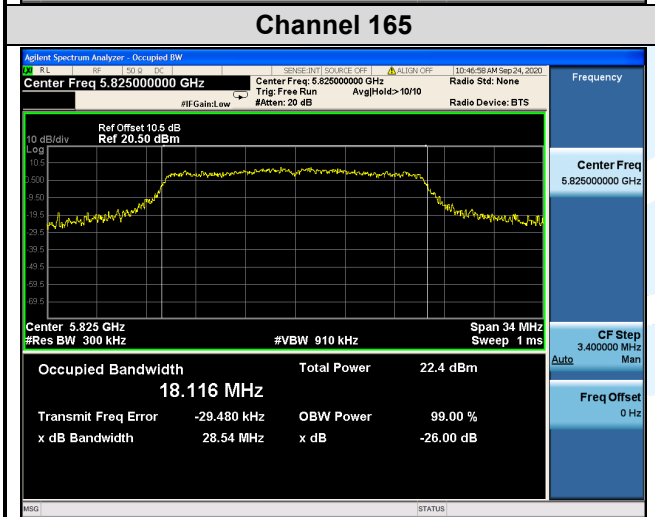 Channel 165
Agilent Spectrum Analyzer - Occupied BW
RL RF 50 Ω DC SENSE:INT SOURCE OFF ALIGN OFF 10:46:58 AM Sep 24, 2020
Center Freq 5.825000000 GHz
Center Freq: 5.825000000 GHz
Radio Std: None
Trig: Free Run Avg|Hold:>10/10
#IFGain:Low #Atten: 20 dB Radio Device: BTS
Ref Offset 10.5 dB
10 dB/div Ref 20.50 dBm
Log
10.5
0.500
-9.50
-19.5
-29.5
-39.5
-49.5
-59.5
-69.5
Center 5.825 GHz Span 34 MHz
#Res BW 300 kHz #VBW 910 kHz Sweep 1 ms
Occupied Bandwidth Total Power 22.4 dBm
18.116 MHz
Transmit Freq Error -29.480 kHz OBW Power 99.00 %
x dB Bandwidth 28.54 MHz x dB -26.00 dB
MSG STATUS
Frequency
Center Freq
5.825000000 GHz
CF Step
3.400000 MHz
Auto Man
Freq Offset
0 Hz